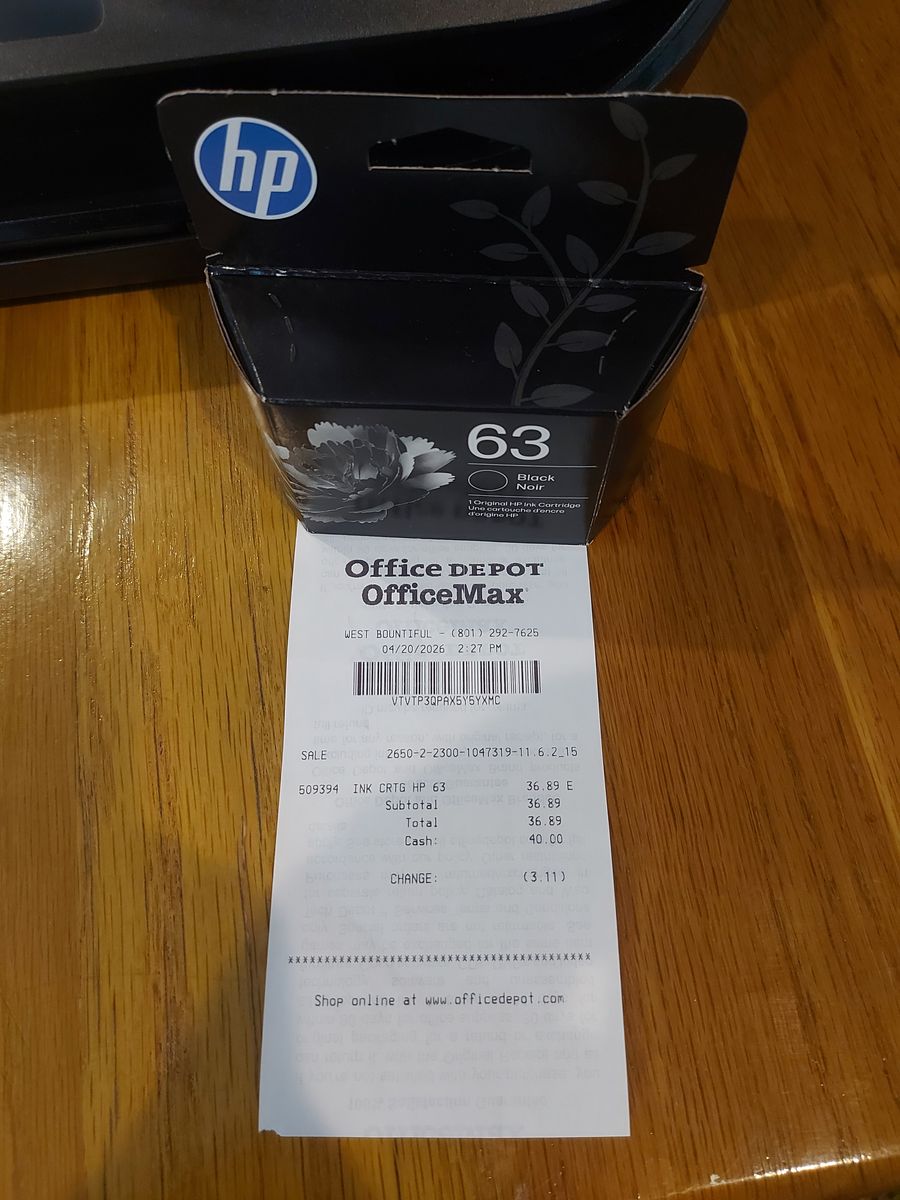 hp
63
Black
Noir
1 Original HP Ink Cartridge
Une cartouche d'encre
d'origine HP
Office DEPOT
OfficeMax
WEST BOUNTIFUL - (801) 292-7625
04/20/2026 2:27 PM
VTVTP3QPAX5Y5YXMC
SALE 2650-2-2300-1047319-11.6.2_15
509394 INK CRTG HP 63 36.89 E
Subtotal 36.89
Total 36.89
Cash: 40.00
CHANGE: (3.11)
***************************************************
Shop online at www.officedepot.com